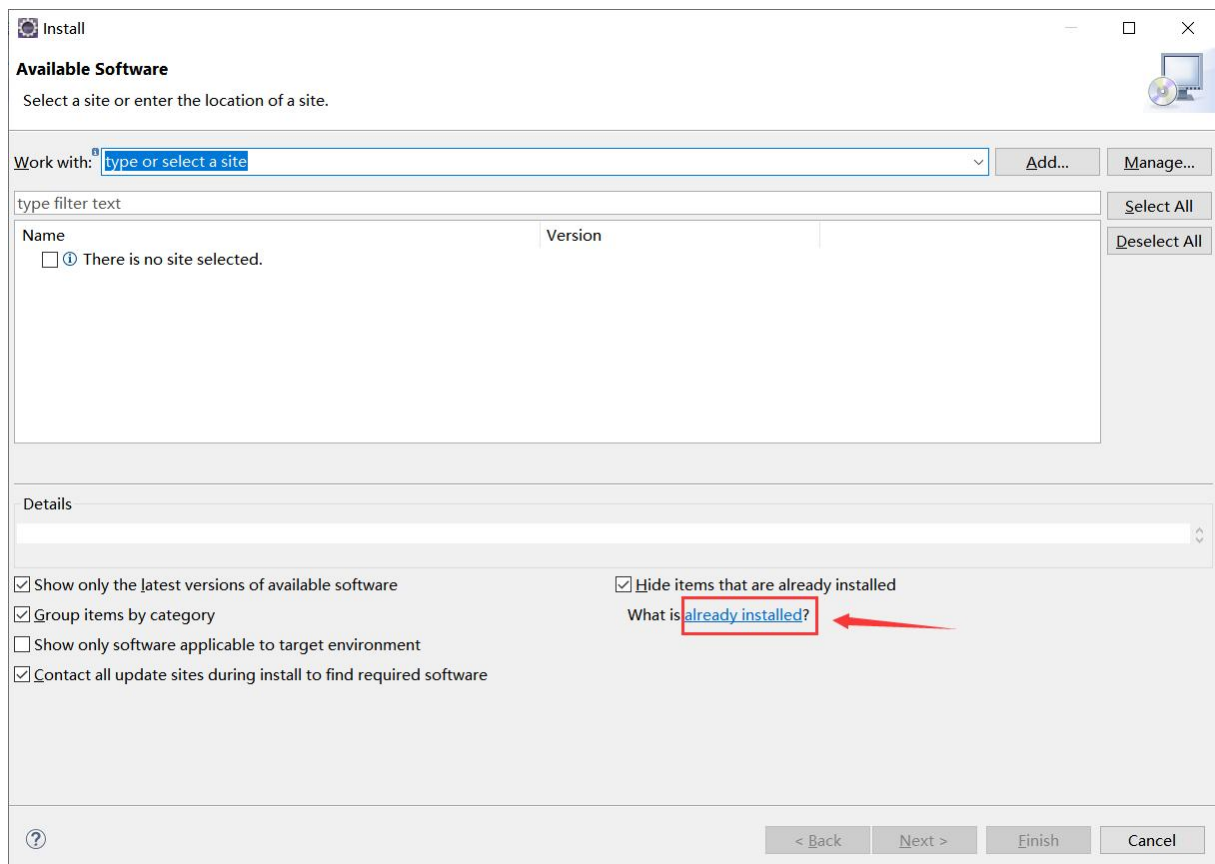 Install
Available Software
Select a site or enter the location of a site.
Work with: type or select a site Add... Manage...
type filter text
Select All
Name Version
Deselect All
There is no site selected.
Details
Show only the latest versions of available software
Hide items that are already installed
Group items by category
What is already installed?
Show only software applicable to target environment
Contact all update sites during install to find required software
? < Back Next > Finish Cancel